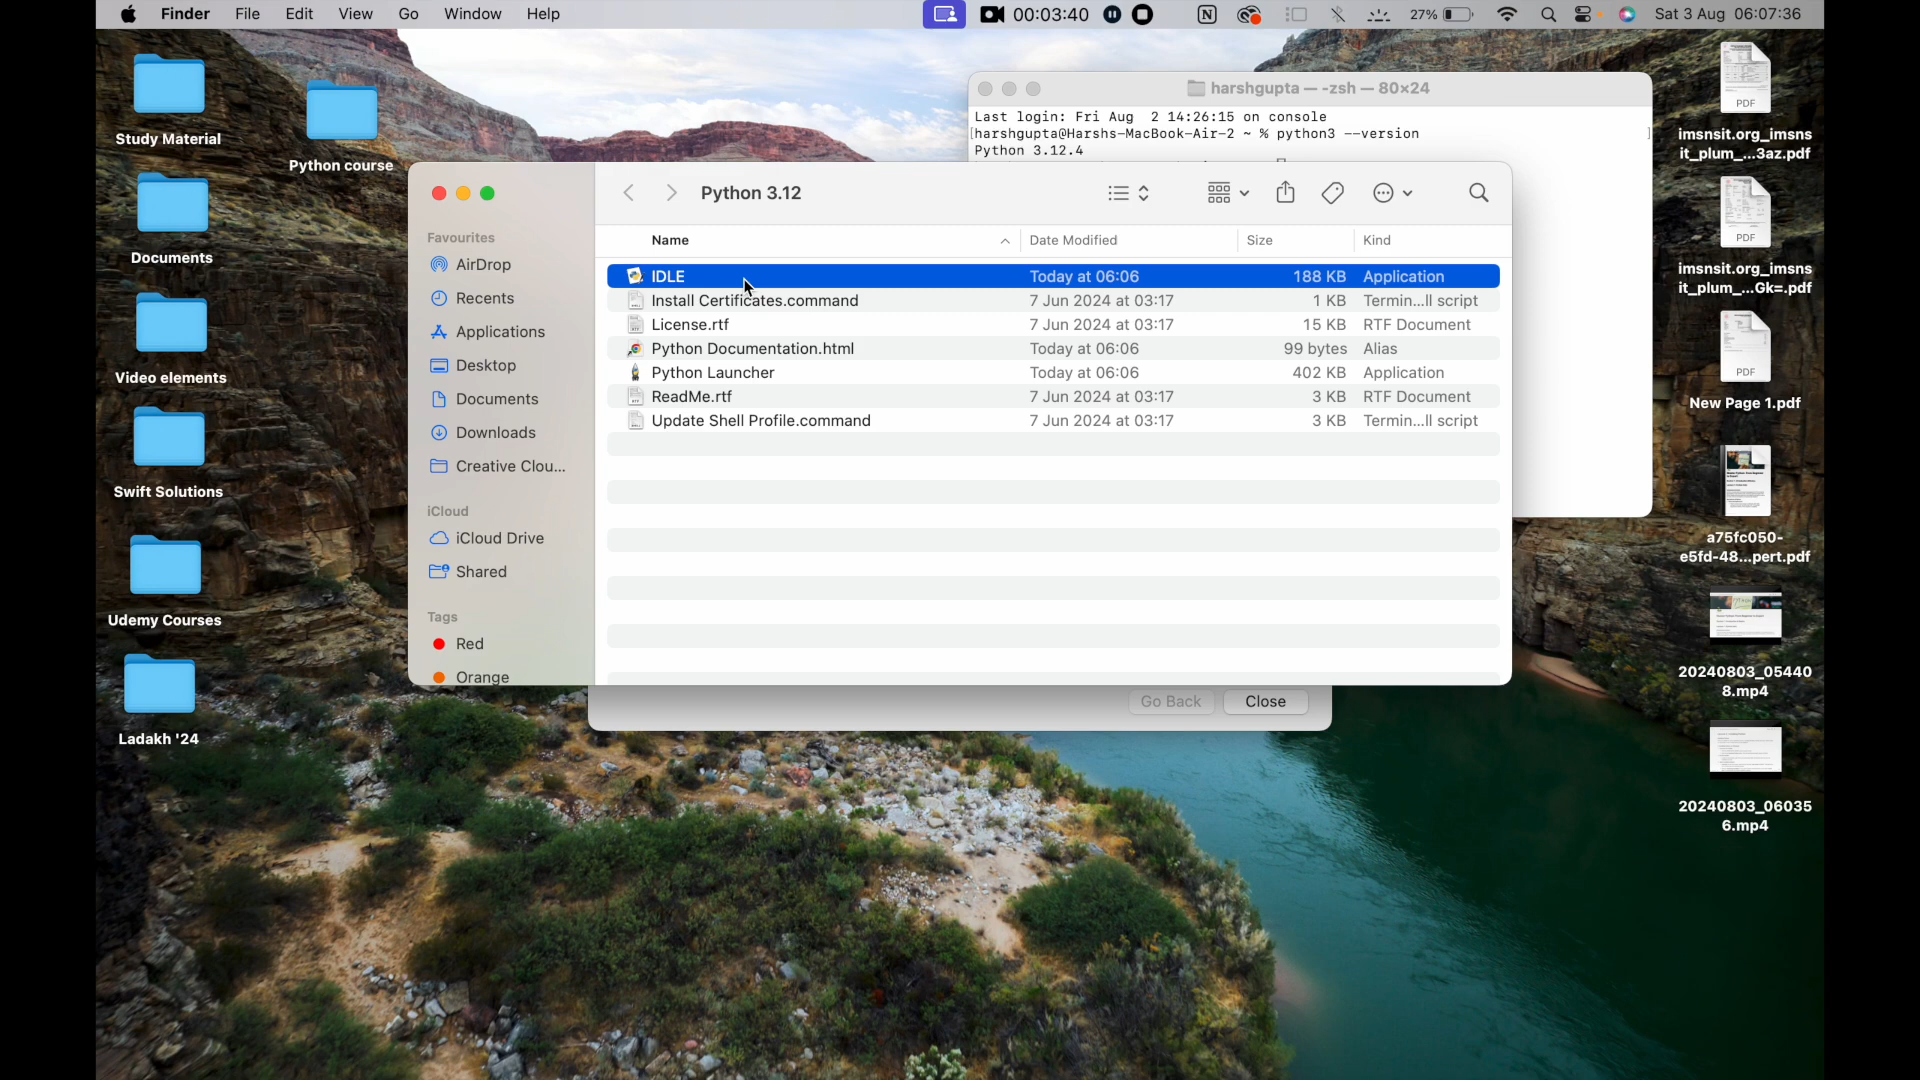 Finder File Edit View Go Window Help 00:03:40 27% Sat 3 Aug 06:07:36
Study Material
Python course
Documents
Video elements
Swift Solutions
Udemy Courses
Ladakh '24
harshgupta — -zsh — 80×24
Last login: Fri Aug 2 14:26:15 on console
[harshgupta@Harshs-MacBook-Air-2 ~ % python3 --version ]
Python 3.12.4
Python 3.12
Favourites
AirDrop
Recents
Applications
Desktop
Documents
Downloads
Creative Clou...
iCloud
iCloud Drive
Shared
Tags
Red
Orange
Name Date Modified Size Kind
IDLE Today at 06:06 188 KB Application
Install Certificates.command 7 Jun 2024 at 03:17 1 KB Termin...ll script
License.rtf 7 Jun 2024 at 03:17 15 KB RTF Document
Python Documentation.html Today at 06:06 99 bytes Alias
Python Launcher Today at 06:06 402 KB Application
ReadMe.rtf 7 Jun 2024 at 03:17 3 KB RTF Document
Update Shell Profile.command 7 Jun 2024 at 03:17 3 KB Termin...ll script
Go Back Close
PDF
imsnsit.org_imsns
it_plum_...3az.pdf
PDF
imsnsit.org_imsns
it_plum_...Gk=.pdf
PDF
New Page 1.pdf
a75fc050-
e5fd-48...pert.pdf
20240803_05440
8.mp4
20240803_06035
6.mp4